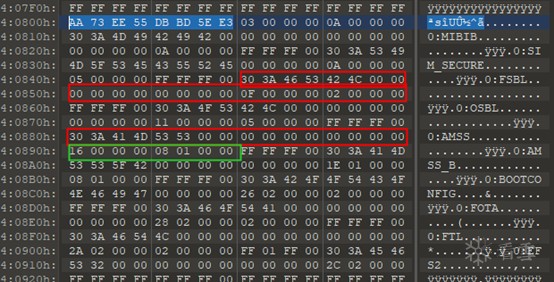 4:07F0h: FF FF FF FF FF FF FF FF FF FF FF FF FF FF FF FF ÿÿÿÿÿÿÿÿÿÿÿÿÿÿÿÿ
4:0800h: AA 73 EE 55 DB BD 5E E3 03 00 00 00 0A 00 00 00 ªsîUÛ½^ã........
4:0810h: 30 3A 4D 49 42 49 42 00 00 00 00 00 00 00 00 00 0:MIBIB.........
4:0820h: 00 00 00 00 0A 00 00 00 FF FF FF 00 30 3A 53 49 ........ÿÿÿ.0:SI
4:0830h: 4D 5F 53 45 43 55 52 45 00 00 00 00 0A 00 00 00 M_SECURE........
4:0840h: 05 00 00 00 FF FF FF 00 30 3A 46 53 42 4C 00 00 ....ÿÿÿ.0:FSBL..
4:0850h: 00 00 00 00 00 00 00 00 00 00 00 00 00 00 00 00 ................
4:0860h: FF FF FF 00 30 3A 4F 53 42 4C 00 00 00 00 00 00 ÿÿÿ.0:OSBL......
4:0870h: 00 00 00 00 11 00 00 00 05 00 00 00 FF FF FF 00 ............ÿÿÿ.
4:0880h: 30 3A 41 4D 53 53 00 00 00 00 00 00 00 00 00 00 0:AMSS..........
4:0890h: 16 00 00 00 08 01 00 00 FF FF FF 00 30 3A 41 4D ........ÿÿÿ.0:AM
4:08A0h: 53 53 5F 42 00 00 00 00 00 00 00 00 1E 01 00 00 SS_B............
4:08B0h: 08 01 00 00 FF FF FF 00 30 3A 42 4F 4F 54 43 4F ....ÿÿÿ.0:BOOTCO
4:08C0h: 4E 46 49 47 00 00 00 00 26 02 00 00 02 00 00 00 NFIG....&.......
4:08D0h: FF FF FF 00 30 3A 46 4F 54 41 00 00 00 00 00 00 ÿÿÿ.0:FOTA......
4:08E0h: 00 00 00 00 28 02 00 00 02 00 00 00 FF FF FF 00 ....(.......ÿÿÿ.
4:08F0h: 30 3A 46 54 4C 00 00 00 00 00 00 00 00 00 00 00 0:FTL...........
4:0900h: 2A 02 00 00 02 00 00 00 FF 01 FF 00 30 3A 45 46 *.......ÿ.ÿ.0:EF
4:0910h: 53 32 00 00 00 00 00 00 00 00 00 00 2C 02 00 00 S2..........,...